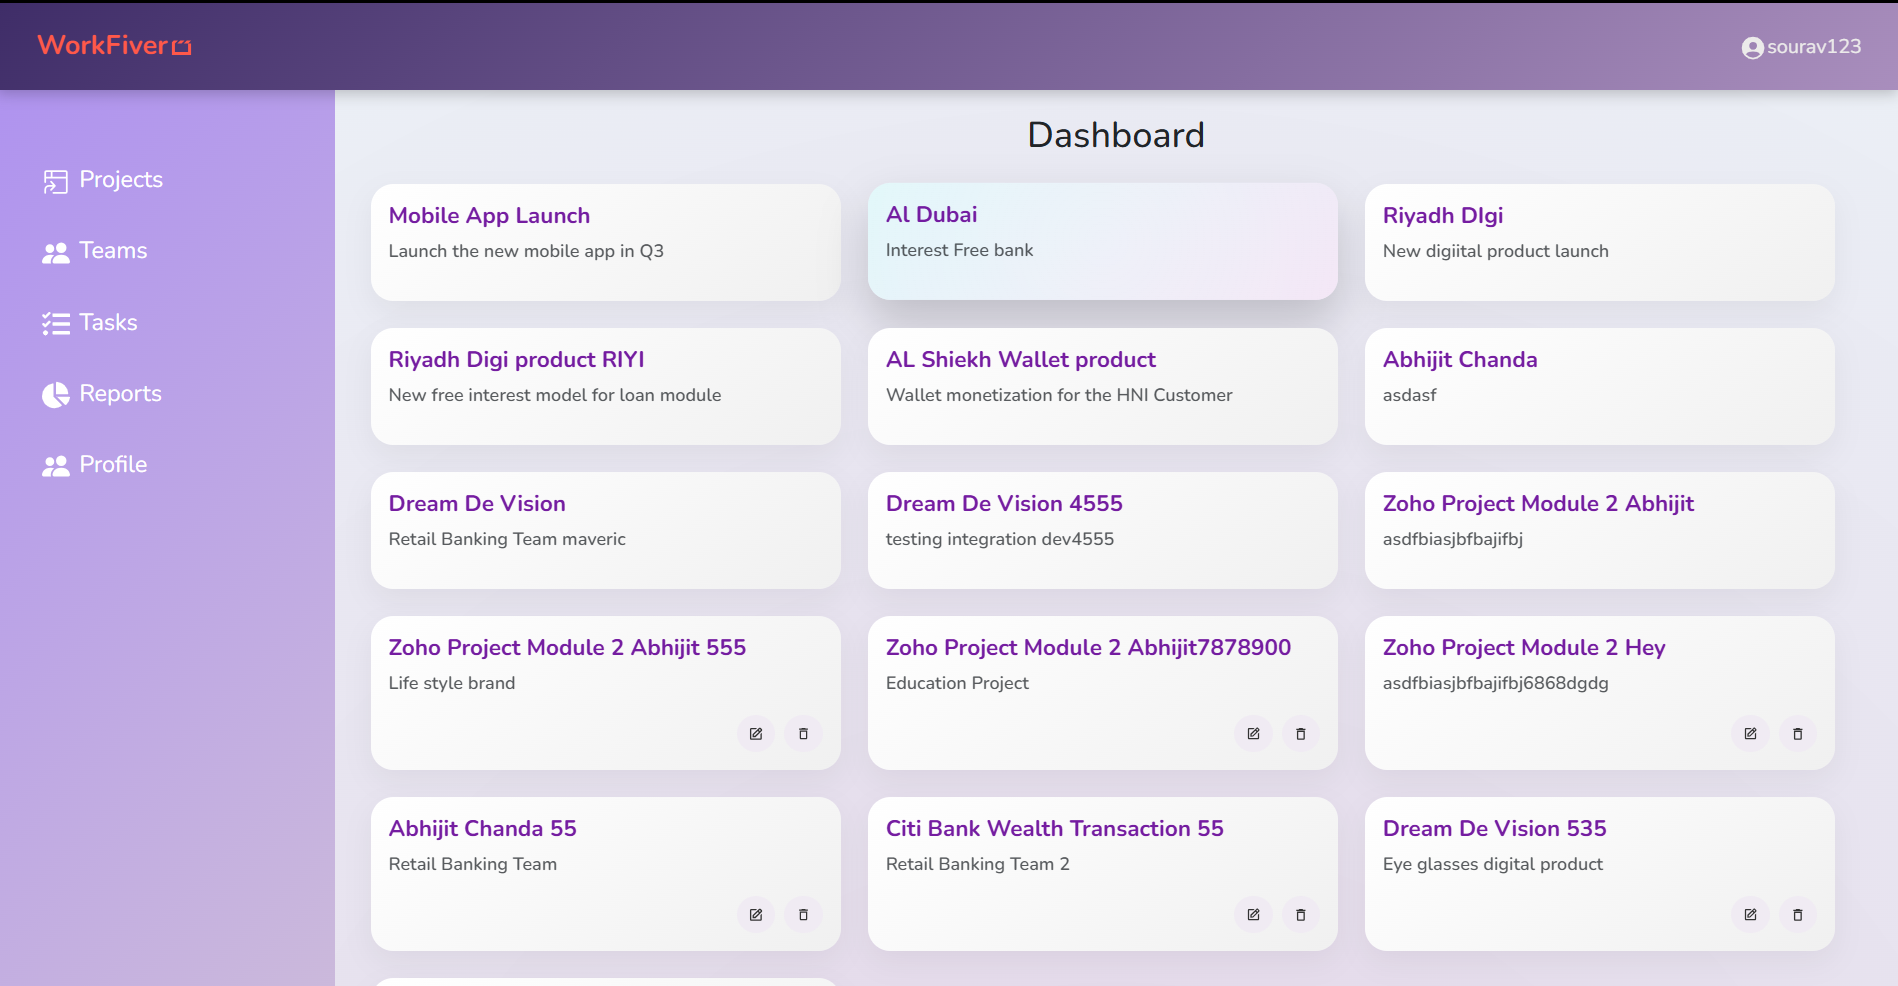 WorkFiver
sourav123
Projects
Teams
Tasks
Reports
Profile
Dashboard
Mobile App Launch
Launch the new mobile app in Q3
Al Dubai
Interest Free bank
Riyadh DIgi
New digiital product launch
Riyadh Digi product RIYI
New free interest model for loan module
AL Shiekh Wallet product
Wallet monetization for the HNI Customer
Abhijit Chanda
asdasf
Dream De Vision
Retail Banking Team maveric
Dream De Vision 4555
testing integration dev4555
Zoho Project Module 2 Abhijit
asdfbiasjbfbajifbj
Zoho Project Module 2 Abhijit 555
Life style brand
Zoho Project Module 2 Abhijit7878900
Education Project
Zoho Project Module 2 Hey
asdfbiasjbfbajifbj6868dgdg
Abhijit Chanda 55
Retail Banking Team
Citi Bank Wealth Transaction 55
Retail Banking Team 2
Dream De Vision 535
Eye glasses digital product